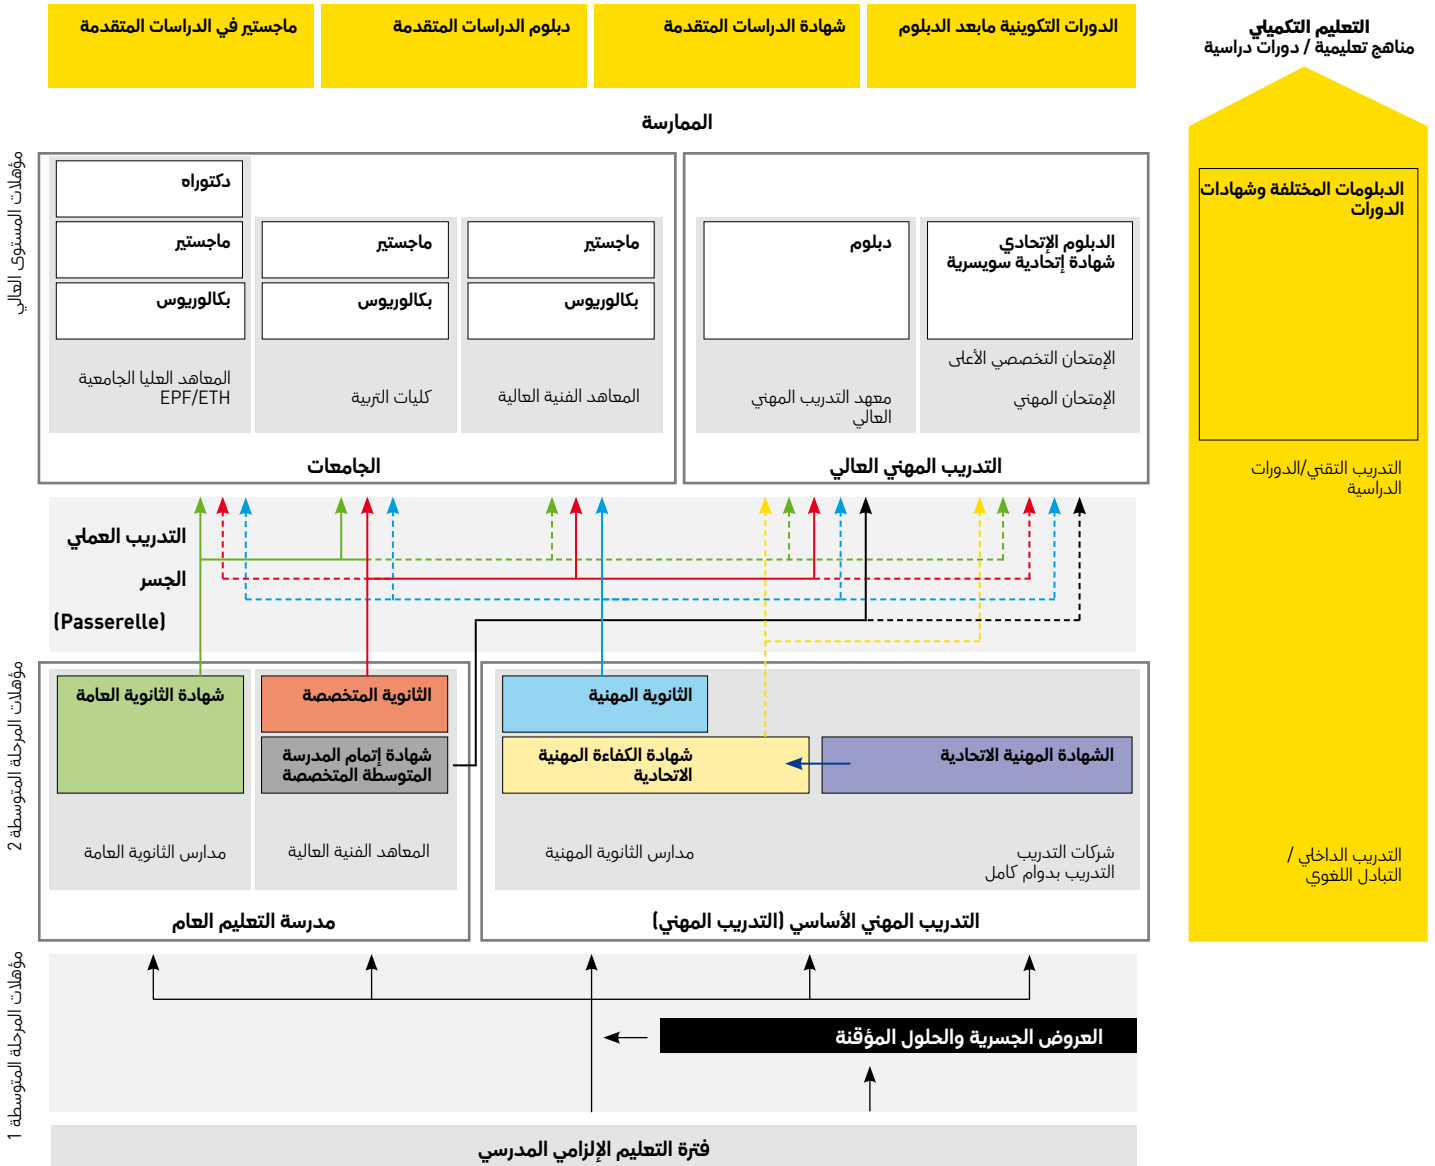 التعليم التكميلي
مناهج تعليمية / دورات دراسية
الدورات التكوينية مابعد الدبلوم
شهادة الدراسات المتقدمة
دبلوم الدراسات المتقدمة
ماجستير في الدراسات المتقدمة
الممارسة
مؤهلات المستوى العالي
الدبلومات المختلفة وشهادات
الدورات
الدبلوم الإتحادي
شهادة إتحادية سويسرية
دبلوم
ماجستير
بكالوريوس
ماجستير
بكالوريوس
دكتوراه
ماجستير
بكالوريوس
الإمتحان التخصصي الأعلى
الإمتحان المهني
معهد التدريب المهني
العالي
المعاهد الفنية العالية
كليات التربية
المعاهد العليا الجامعية
EPF/ETH
التدريب المهني العالي
الجامعات
التدريب التقني/الدورات
الدراسية
التدريب العملي
الجسر
(Passerelle)
مؤهلات المرحلة المتوسطة 2
الثانوية المهنية
الثانوية المتخصصة
شهادة الثانوية العامة
الشهادة المهنية الاتحادية
شهادة الكفاءة المهنية
الاتحادية
شهادة إتمام المدرسة
المتوسطة المتخصصة
شركات التدريب
التدريب بدوام كامل
مدارس الثانوية المهنية
المعاهد الفنية العالية
مدارس الثانوية العامة
التدريب الداخلي /
التبادل اللغوي
التدريب المهني الأساسي (التدريب المهني)
مدرسة التعليم العام
مؤهلات المرحلة المتوسطة 1
العروض الجسرية والحلول المؤقنة
فترة التعليم الإلزامي المدرسي